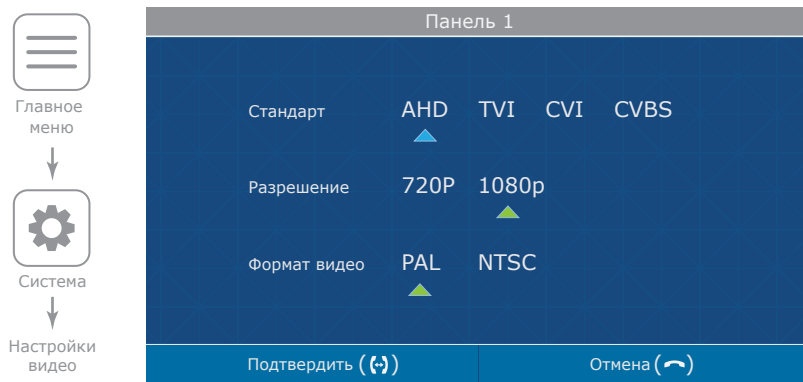 Панель 1
Главное
меню
Система
Настройки
видео
Стандарт AHD TVI CVI CVBS
Разрешение 720P 1080p
Формат видео PAL NTSC
Подтвердить ( ) Отмена ( )